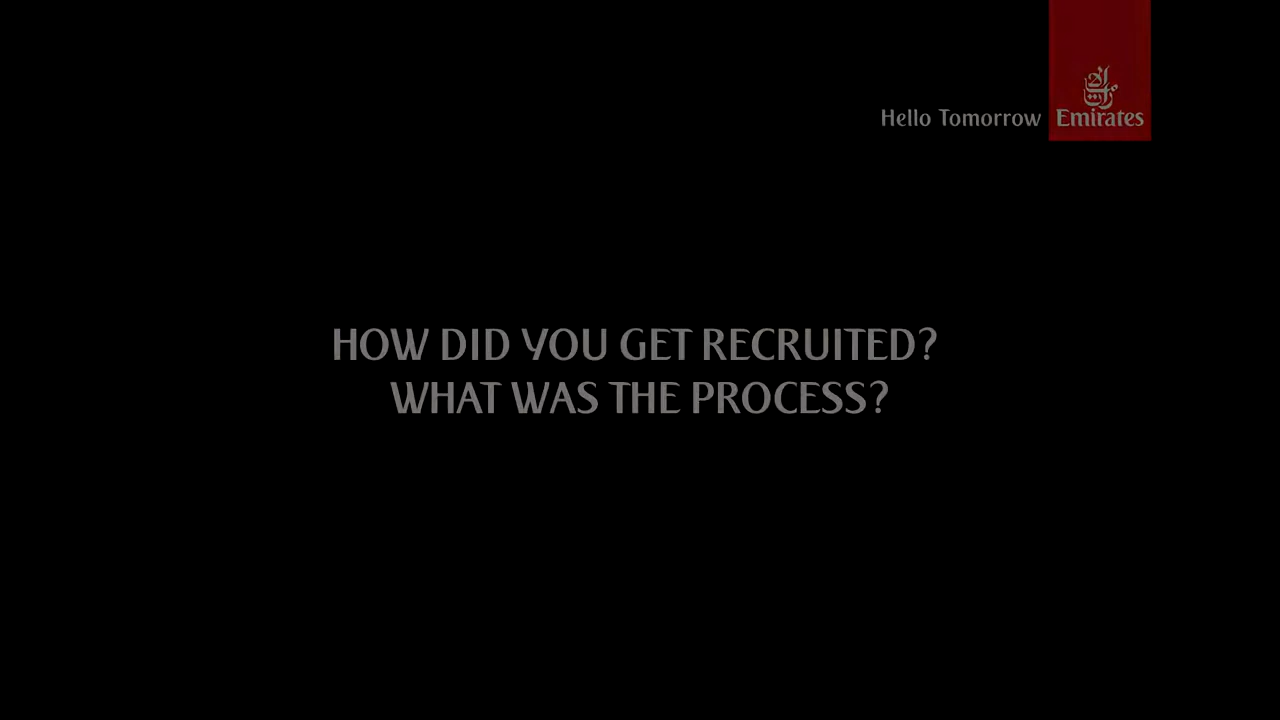 Hello Tomorrow
Emirates
HOW DID YOU GET RECRUITED?
WHAT WAS THE PROCESS?